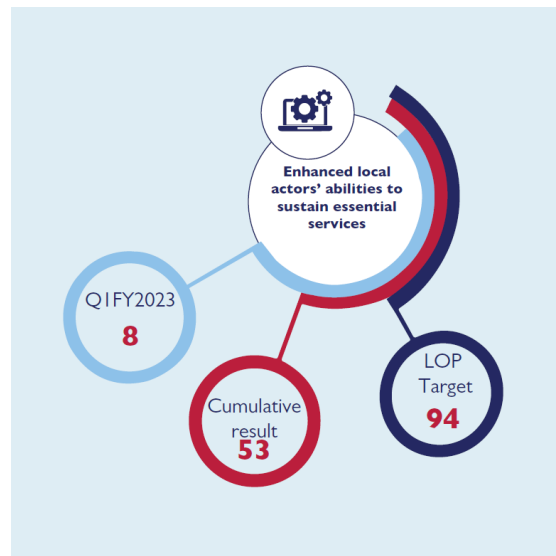 Enhanced local
actors’ abilities to
sustain essential
services
Q1FY2023
8
Cumulative
result
53
LOP
Target
94